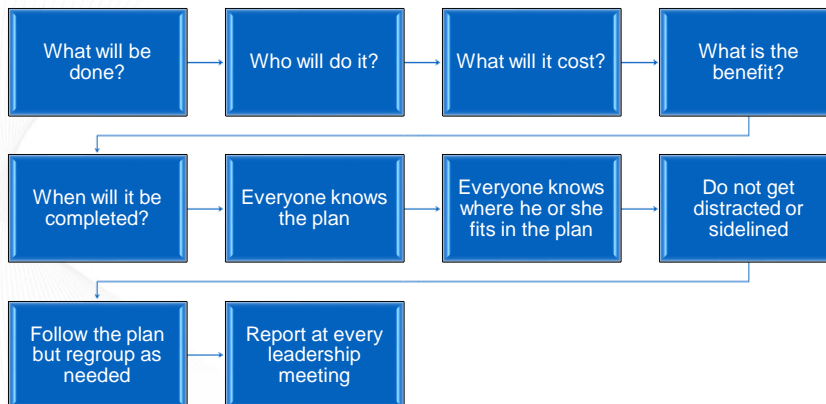 What will be
done?
Who will do it?
What will it cost?
What is the
benefit?
When will it be
completed?
Everyone knows
the plan
Everyone knows
where he or she
fits in the plan
Do not get
distracted or
sidelined
Follow the plan
but regroup as
needed
Report at every
leadership
meeting